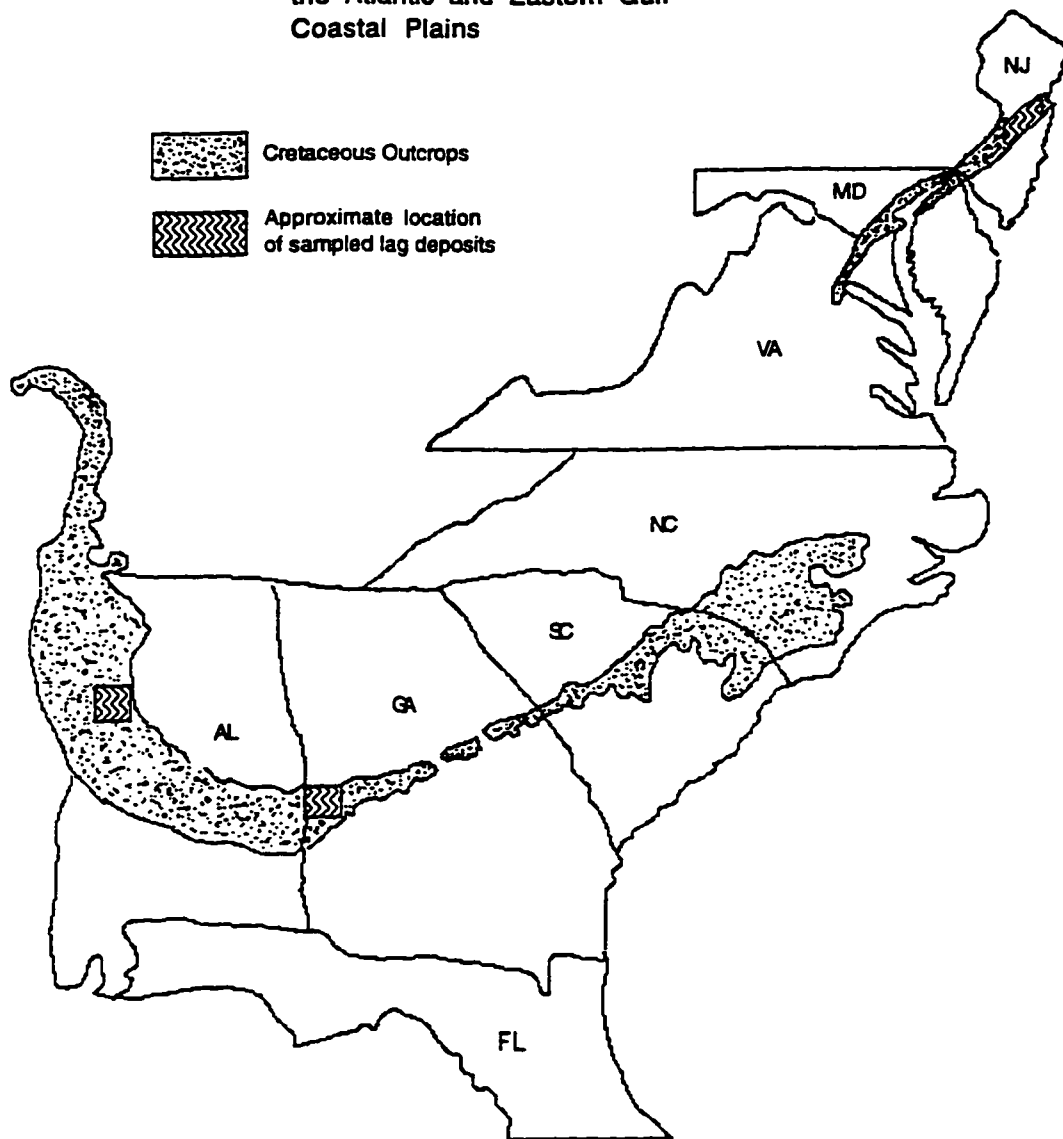 Coastal Plains
Cretaceous Outcrops
Approximate location
of sampled lag deposits
NJ
MD
VA
NC
SC
GA
AL
FL